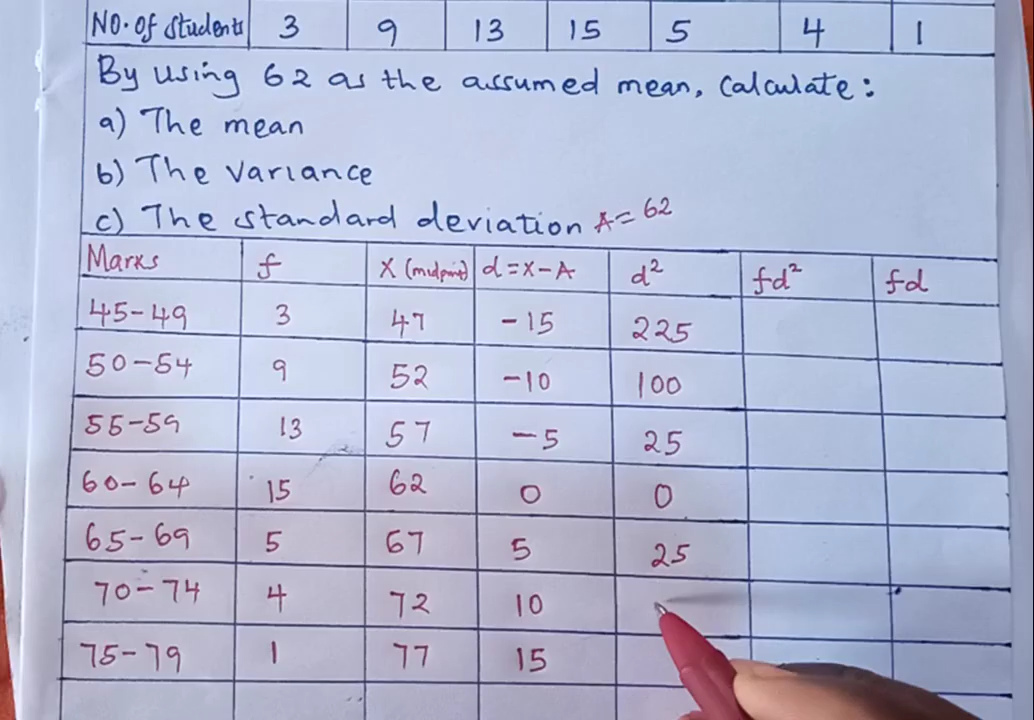 NO. of students 3 9 13 15 5 4 1
By using 62 as the assumed mean, calculate:
a) The mean
b) The variance
c) The standard deviation A = 62
Marks f X (midpoint) d = X - A d² fd² fd
45-49 3 47 -15 225
50-54 9 52 -10 100
55-59 13 57 -5 25
60-64 15 62 0 0
65-69 5 67 5 25
70-74 4 72 10
75-79 1 77 15